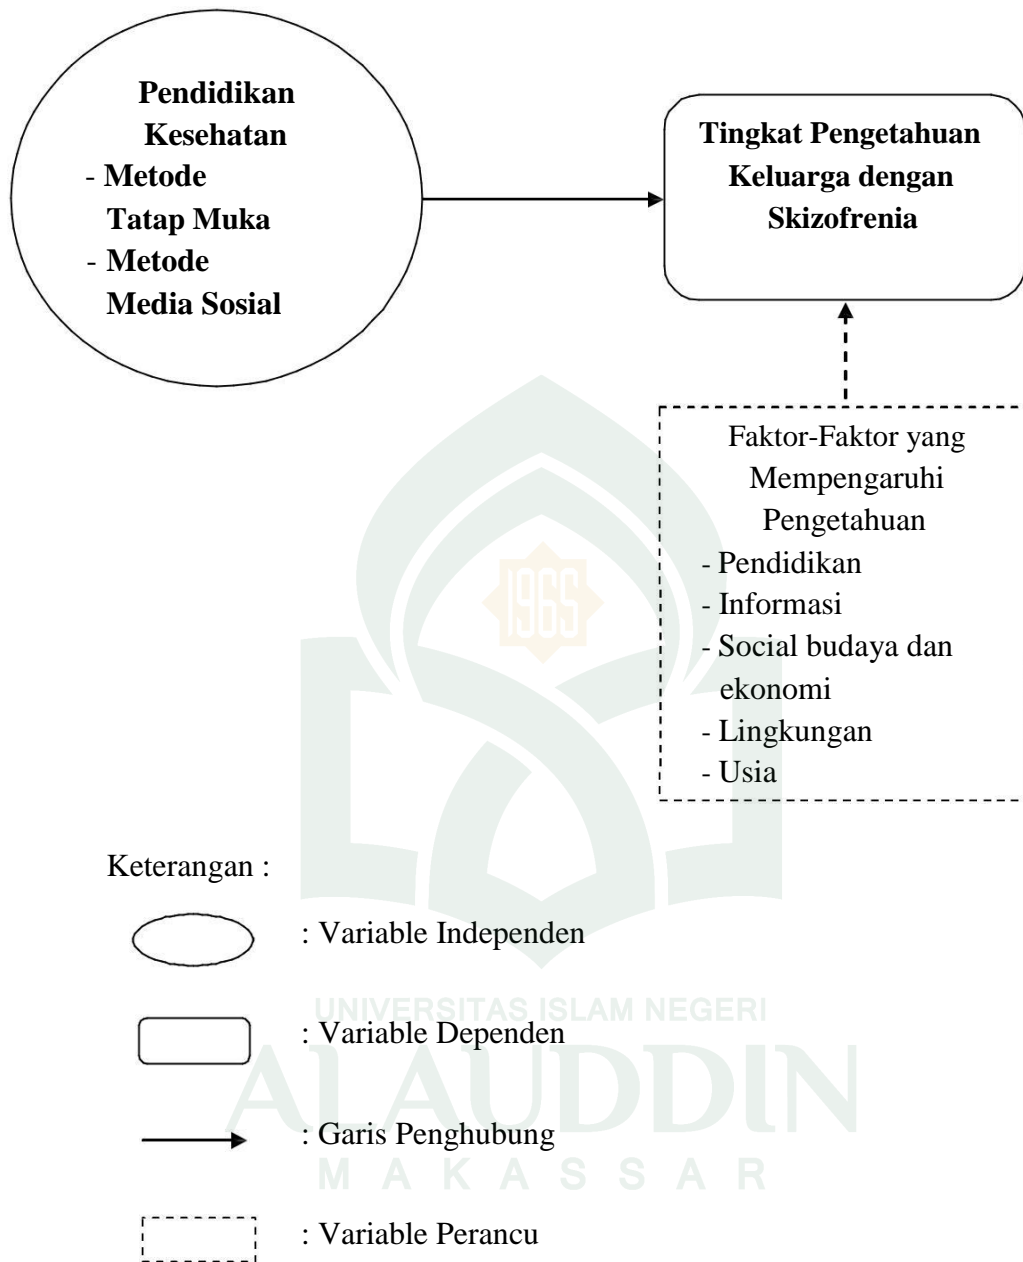 Pendidikan
Kesehatan
- Metode
Tatap Muka
- Metode
Media Sosial
Tingkat Pengetahuan
Keluarga dengan
Skizofrenia
Faktor-Faktor yang
Mempengaruhi
Pengetahuan
- Pendidikan
- Informasi
- Social budaya dan
ekonomi
- Lingkungan
- Usia
1965
Keterangan :
: Variable Independen
UNIVERSITAS ISLAM NEGERI
: Variable Dependen
ALAUDDIN
: Garis Penghubung
MAKASSAR
: Variable Perancu